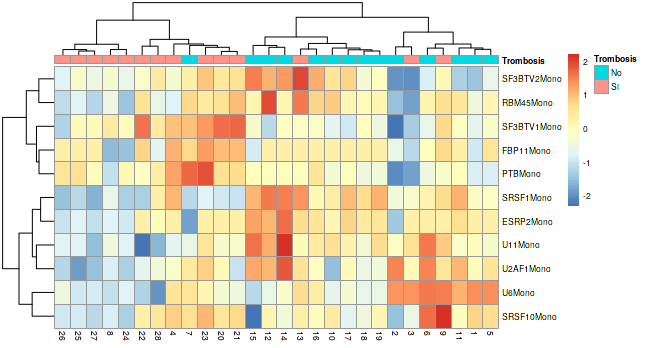 Trombosis
Trombosis
No
SI
SF3BTV2Mono
RBM45Mono
SF3BTV1Mono
FBP11Mono
PTBMono
SRSF1Mono
ESRP2Mono
U11Mono
U2AF1Mono
U6Mono
SRSF10Mono
2
1
0
-1
-2
26 25 27 8 24 22 28 4 7 23 20 21 15 12 14 13 16 10 17 18 19 2 3 6 9 11 1 5